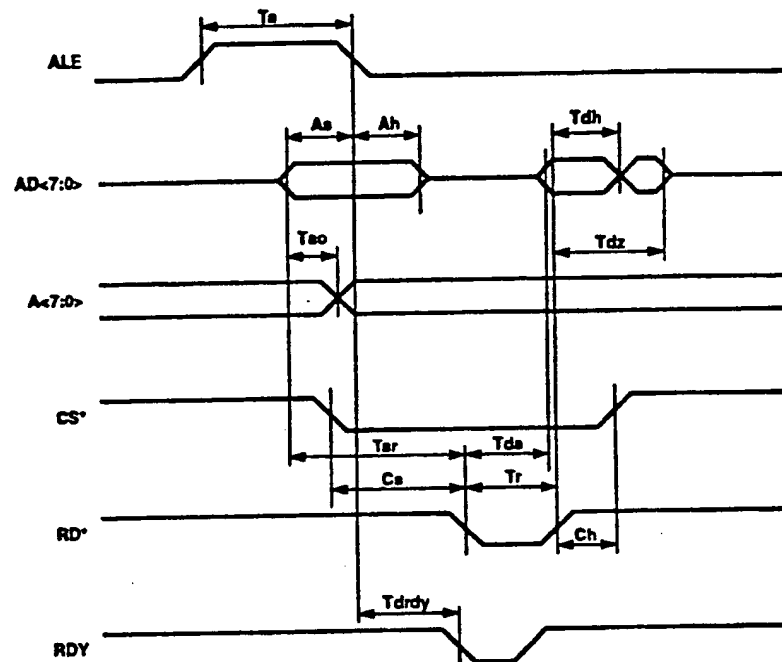 Ta
ALE
As
Ah
Tdh
AD<7:0>
Tao
Tdz
A<7:0>
CS*
Tar
Tda
Cs
Tr
RD*
Ch
Tdrdy
RDY